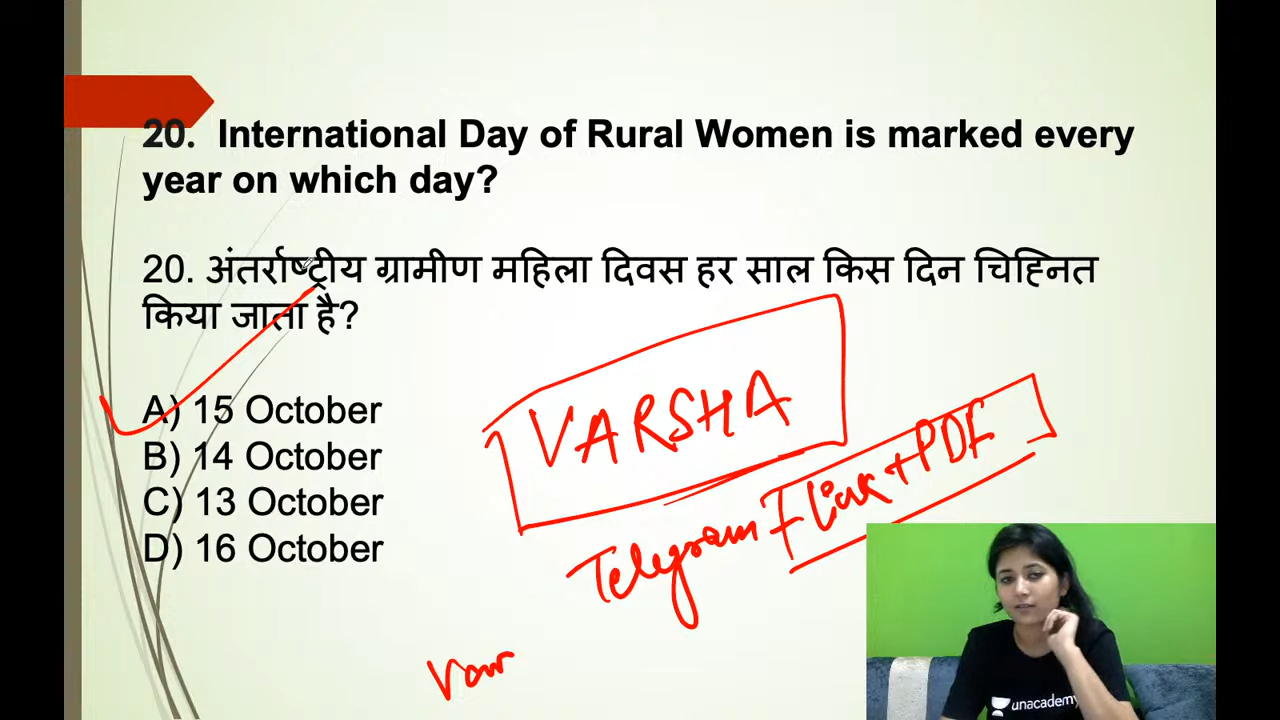 20. International Day of Rural Women is marked every
year on which day?
20. अंतर्राष्ट्रीय ग्रामीण महिला दिवस हर साल किस दिन चिह्नित
किया जाता है?
A) 15 October
B) 14 October
C) 13 October
D) 16 October
VARSHA
Telegram Link + PDF
unacademy